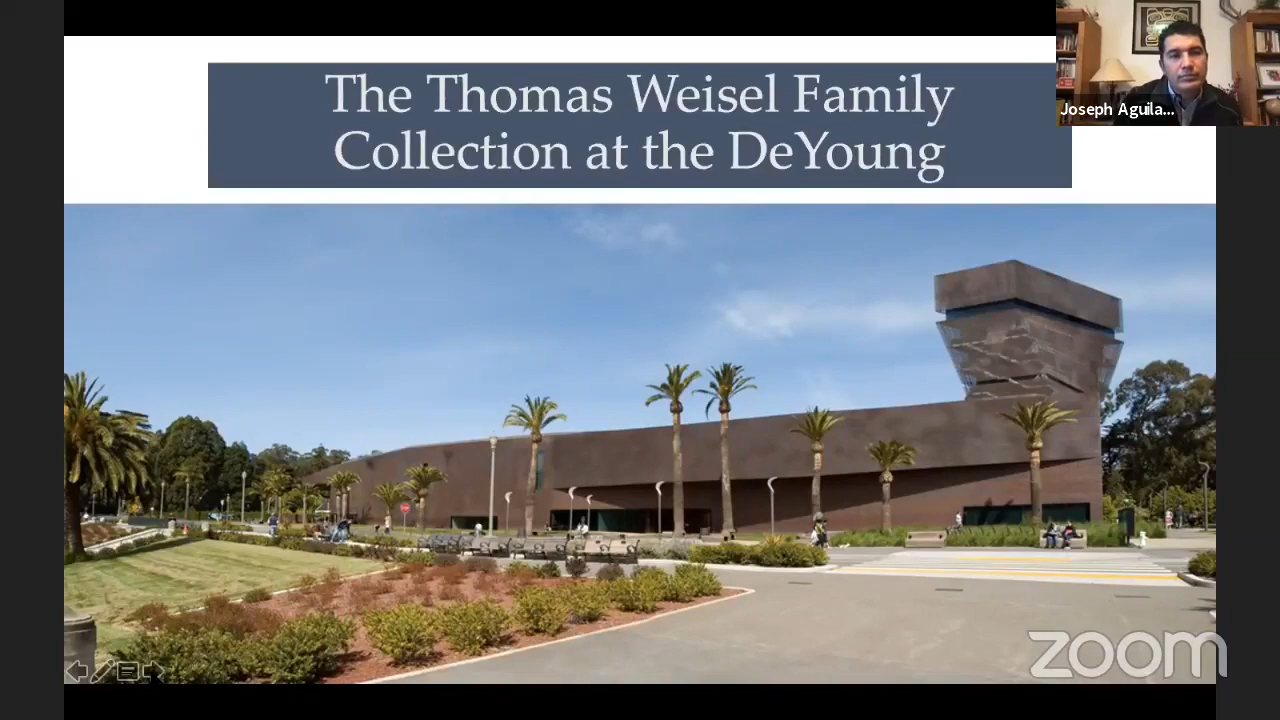 The Thomas Weisel Family
Collection at the DeYoung
Joseph Aguila...
zoom